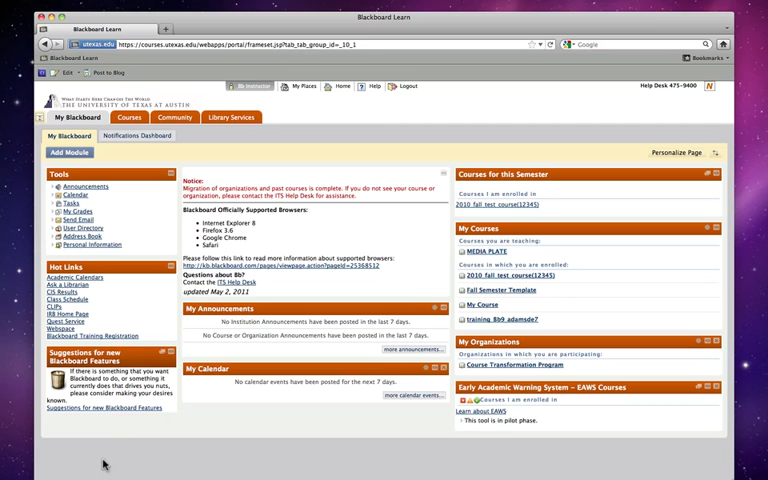 Blackboard Learn
Blackboard Learn
utexas.edu https://courses.utexas.edu/webapps/portal/frameset.jsp?tab_tab_group_id=_10_1
Google
Blackboard Learn
Bookmarks
Edit
Post to Blog
Bb Instructor
My Places
Home
Help
Logout
Help Desk 475-9400
WHAT STARTS HERE CHANGES THE WORLD
THE UNIVERSITY OF TEXAS AT AUSTIN
My Blackboard
Courses
Community
Library Services
My Blackboard
Notifications Dashboard
Add Module
Personalize Page
Tools
Announcements
Calendar
Tasks
My Grades
Send Email
User Directory
Address Book
Personal Information
Hot Links
Academic Calendars
Ask a Librarian
CIS Results
Class Schedule
CLIPs
IRB Home Page
Quest Service
Webspace
Blackboard Training Registration
Suggestions for new
Blackboard Features
If there is something that you want
Blackboard to do, or something it
currently does that drives you nuts,
please consider making your desires
known.
Suggestions for new Blackboard Features
Notice:
Migration of organizations and past courses is complete. If you do not see your course or
organization, please contact the ITS Help Desk for assistance.
Blackboard Officially Supported Browsers:
Internet Explorer 8
Firefox 3.6
Google Chrome
Safari
Please follow this link to read more information about supported browsers:
http://kb.blackboard.com/pages/viewpage.action?pageId=25368512
Questions about Bb?
Contact the ITS Help Desk
updated May 2, 2011
My Announcements
No Institution Announcements have been posted in the last 7 days.
No Course or Organization Announcements have been posted in the last 7 days.
more announcements...
My Calendar
No calendar events have been posted for the next 7 days.
more calendar events...
Courses for this Semester
Courses I am enrolled in
2010_fall_test_course(12345)
My Courses
Courses you are teaching:
MEDIA PLATE
Courses in which you are enrolled:
2010_fall_test_course(12345)
Fall Semester Template
My Course
training_8b9_adamsde7
My Organizations
Organizations in which you are participating:
Course Transformation Program
Early Academic Warning System - EAWS Courses
Courses I am enrolled in
Learn about EAWS
This tool is in pilot phase.